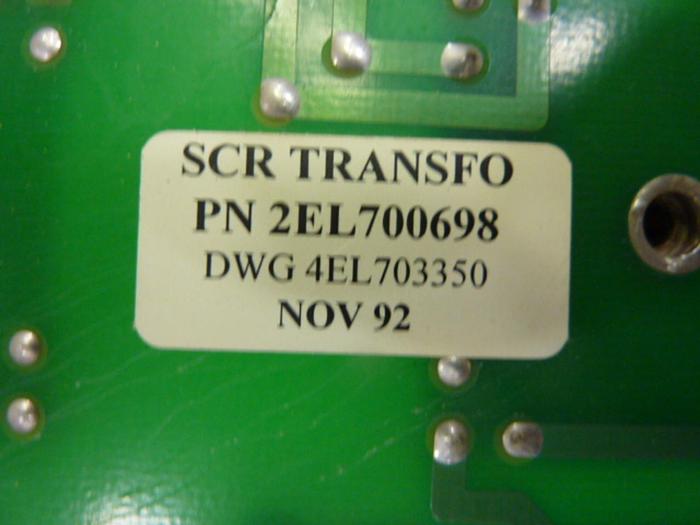 SCR TRANSFO
PN 2EL700698
DWG 4EL703350
NOV 92